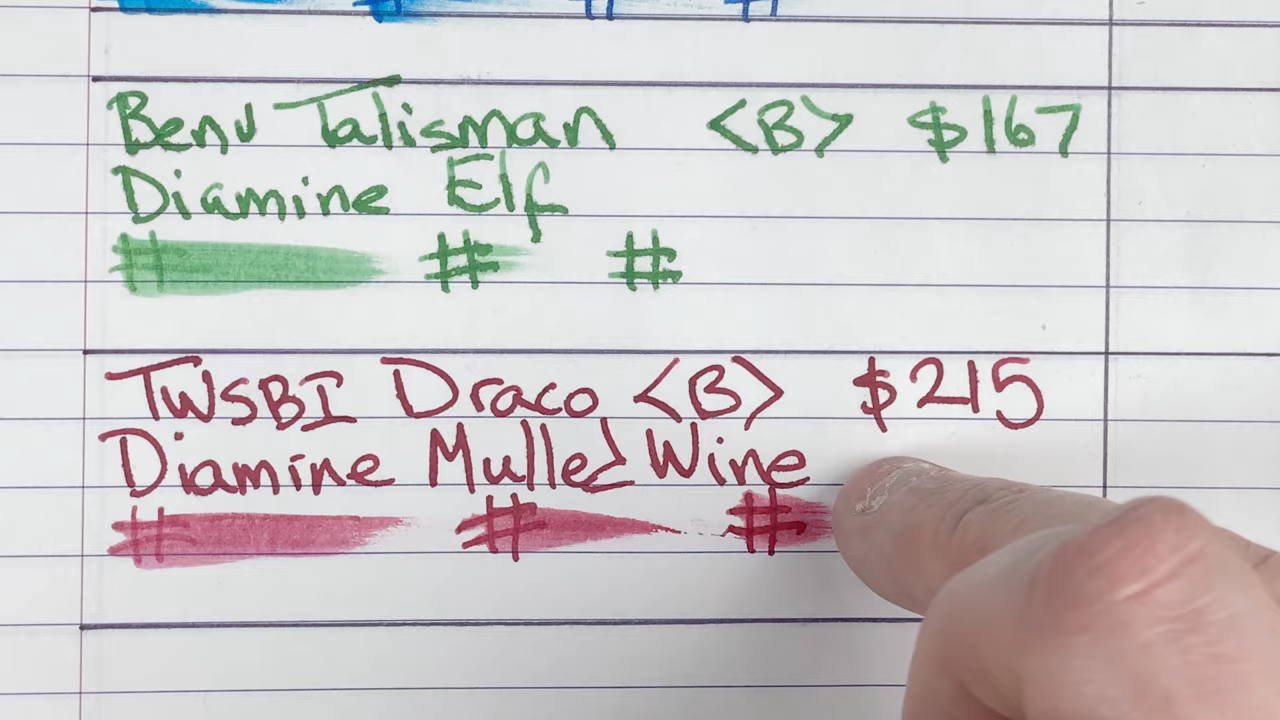 # # #
Benu Talisman <B> $167
Diamine Elf
# # #
TWSBI Draco <B> $215
Diamine Mulled Wine
# # #